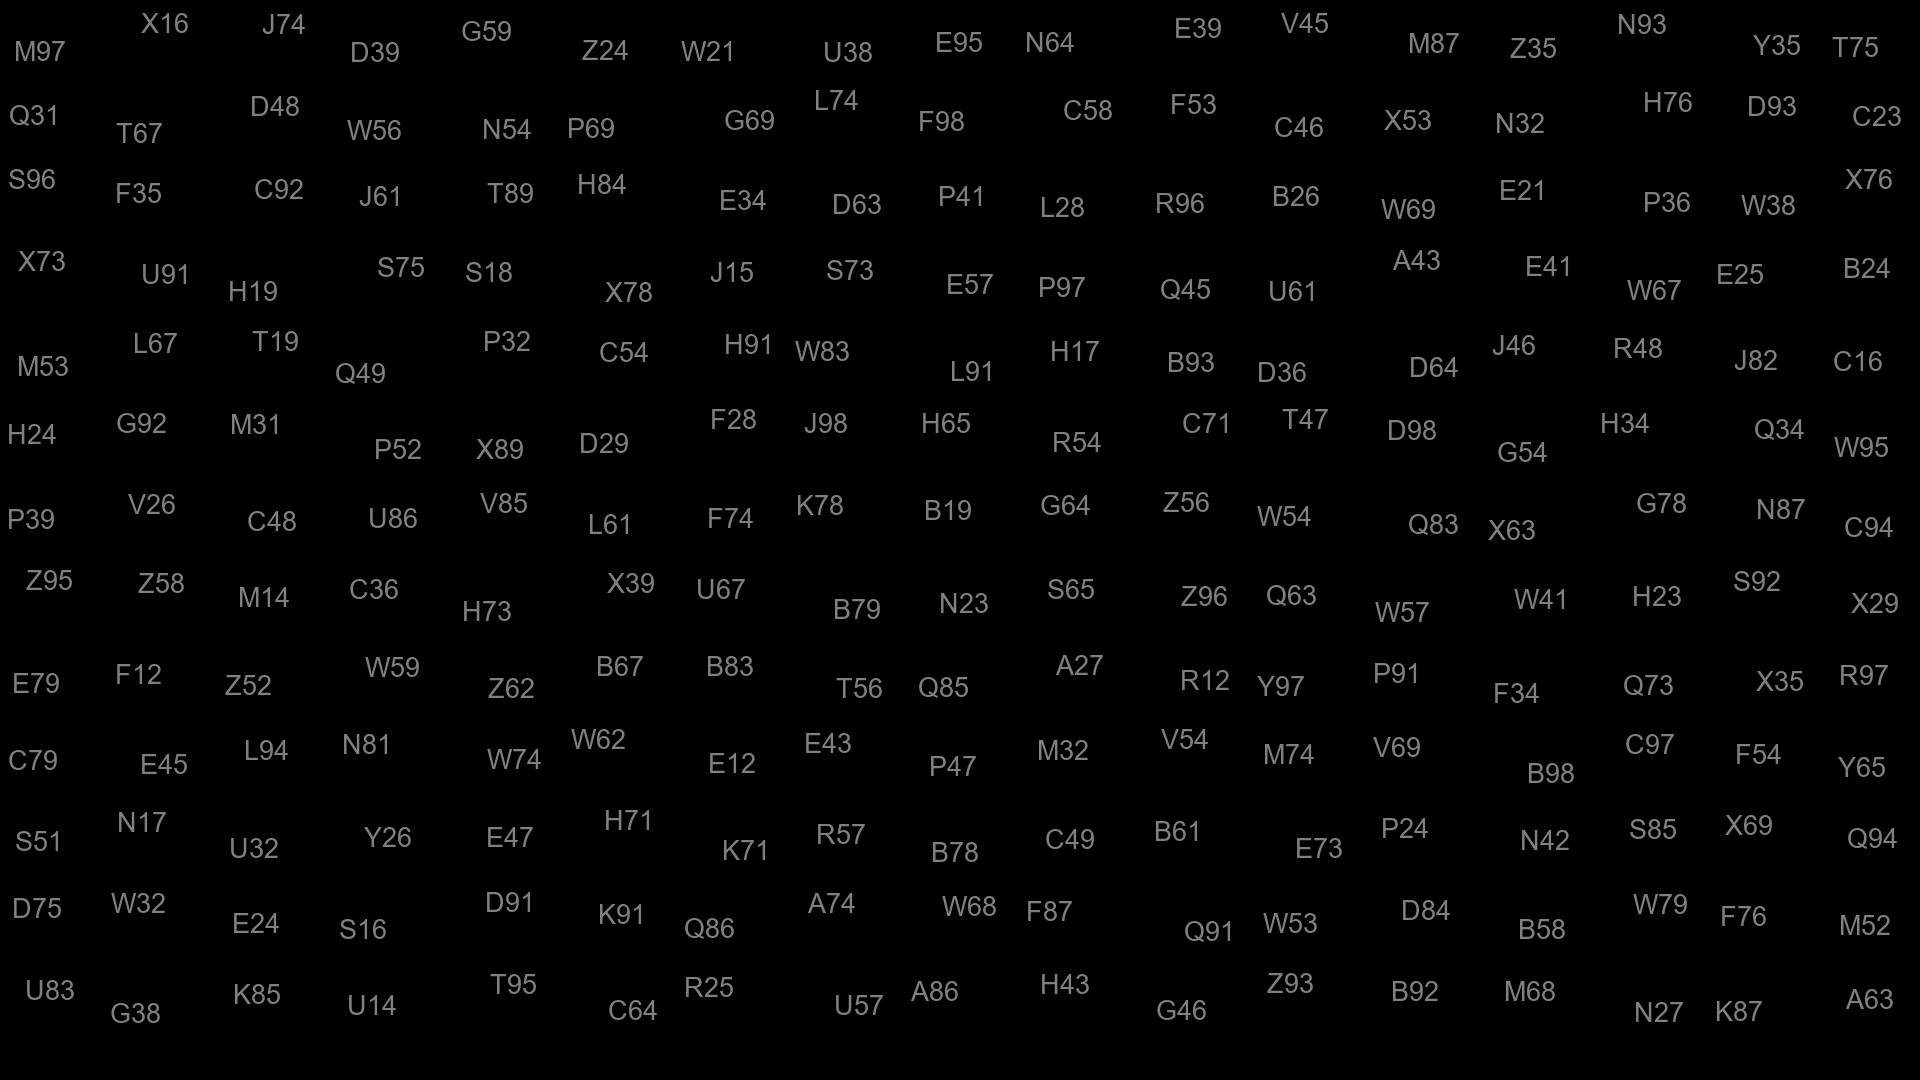 M97 X16 J74 D39 G59 Z24 W21 U38 E95 N64 E39 V45 M87 Z35 N93 Y35 T75
Q31 T67 D48 W56 N54 P69 G69 L74 F98 C58 F53 C46 X53 N32 H76 D93 C23
S96 F35 C92 J61 T89 H84 E34 D63 P41 L28 R96 B26 W69 E21 P36 W38 X76
X73 U91 H19 S75 S18 X78 J15 S73 E57 P97 Q45 U61 A43 E41 W67 E25 B24
M53 L67 T19 Q49 P32 C54 H91 W83 L91 H17 B93 D36 D64 J46 R48 J82 C16
H24 G92 M31 P52 X89 D29 F28 J98 H65 R54 C71 T47 D98 G54 H34 Q34 W95
P39 V26 C48 U86 V85 L61 F74 K78 B19 G64 Z56 W54 Q83 X63 G78 N87 C94
Z95 Z58 M14 C36 H73 X39 U67 B79 N23 S65 Z96 Q63 W57 W41 H23 S92 X29
E79 F12 Z52 W59 Z62 B67 B83 T56 Q85 A27 R12 Y97 P91 F34 Q73 X35 R97
C79 E45 L94 N81 W74 W62 E12 E43 P47 M32 V54 M74 V69 B98 C97 F54 Y65
S51 N17 U32 Y26 E47 H71 K71 R57 B78 C49 B61 E73 P24 N42 S85 X69 Q94
D75 W32 E24 S16 D91 K91 Q86 A74 W68 F87 Q91 W53 D84 B58 W79 F76 M52
U83 G38 K85 U14 T95 C64 R25 U57 A86 H43 G46 Z93 B92 M68 N27 K87 A63